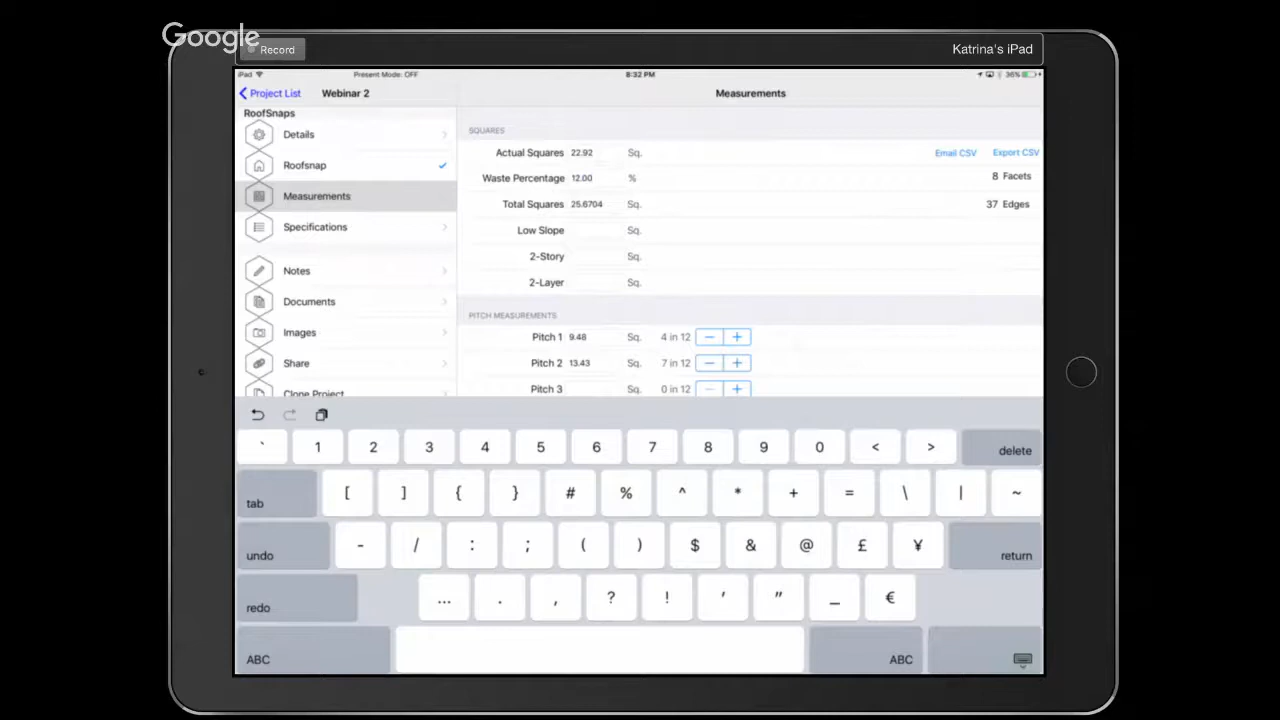 Google
Record
Katrina's iPad
iPad
Present Mode: OFF
8:32 PM
36%
Project List
Webinar 2
Measurements
RoofSnaps
Details
Roofsnap
Measurements
Specifications
Notes
Documents
Images
Share
Clone Project
SQUARES
Actual Squares 22.92 Sq. Email CSV Export CSV
Waste Percentage 12.00 % 8 Facets
Total Squares 25.6704 Sq. 37 Edges
Low Slope Sq.
2-Story Sq.
2-Layer Sq.
PITCH MEASUREMENTS
Pitch 1 9.48 Sq. 4 in 12 − +
Pitch 2 13.43 Sq. 7 in 12 − +
Pitch 3 Sq. 0 in 12 − +
` 1 2 3 4 5 6 7 8 9 0 < > delete
tab [ ] { } # % ^ * + = \ | ~
undo - / : ; ( ) $ & @ £ ¥ return
redo … . , ? ! ' " _ €
ABC ABC